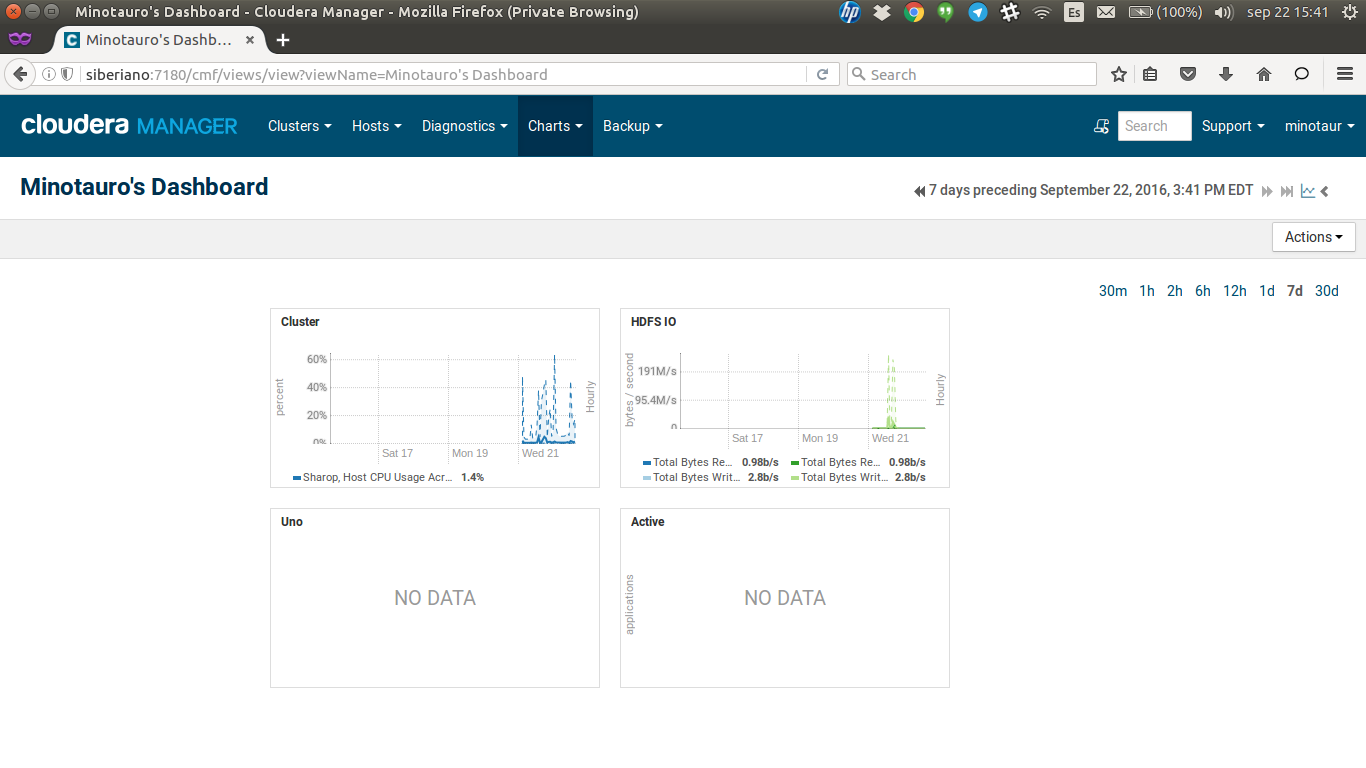 Minotauro's Dashboard - Cloudera Manager - Mozilla Firefox (Private Browsing)
hp
Es
(100%)
sep 22 15:41
C Minotauro's Dashb… × +
siberiano:7180/cmf/views/view?viewName=Minotauro's Dashboard
Search
cloudera MANAGER
Clusters
Hosts
Diagnostics
Charts
Backup
Search
Support
minotaur
Minotauro's Dashboard
7 days preceding September 22, 2016, 3:41 PM EDT
Actions
30m 1h 2h 6h 12h 1d 7d 30d
Cluster
percent
60%
40%
20%
0%
Hourly
Sat 17
Mon 19
Wed 21
Sharop, Host CPU Usage Acr... 1.4%
HDFS IO
bytes / second
191M/s
95.4M/s
0
Hourly
Sat 17
Mon 19
Wed 21
Total Bytes Re... 0.98b/s
Total Bytes Re... 0.98b/s
Total Bytes Writ... 2.8b/s
Total Bytes Writ... 2.8b/s
Uno
NO DATA
Active
applications
NO DATA